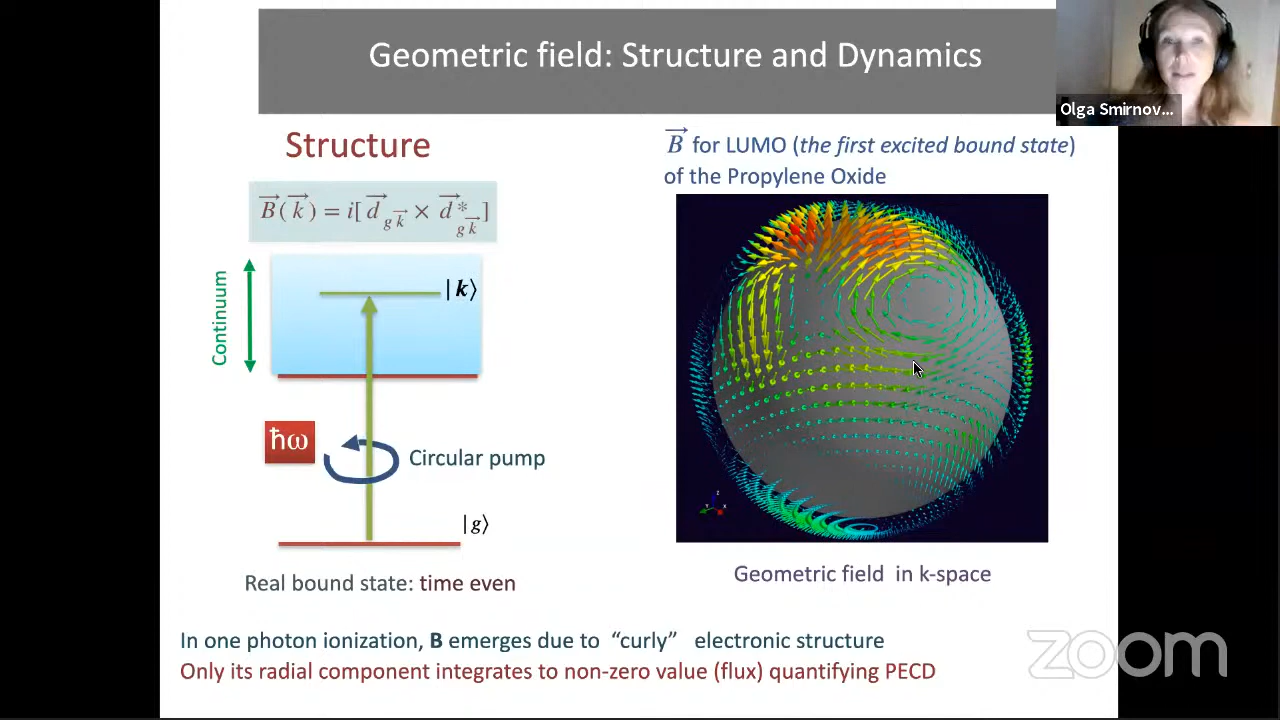 Geometric field: Structure and Dynamics
Olga Smirnov...
Structure
B⃗(k⃗) = i[d⃗_gk⃗ × d⃗*_gk⃗]
Continuum
|k⟩
ħω
Circular pump
|g⟩
Real bound state: time even
B⃗ for LUMO (the first excited bound state)
of the Propylene Oxide
Geometric field in k-space
In one photon ionization, B emerges due to “curly” electronic structure
Only its radial component integrates to non-zero value (flux) quantifying PECD
zoom